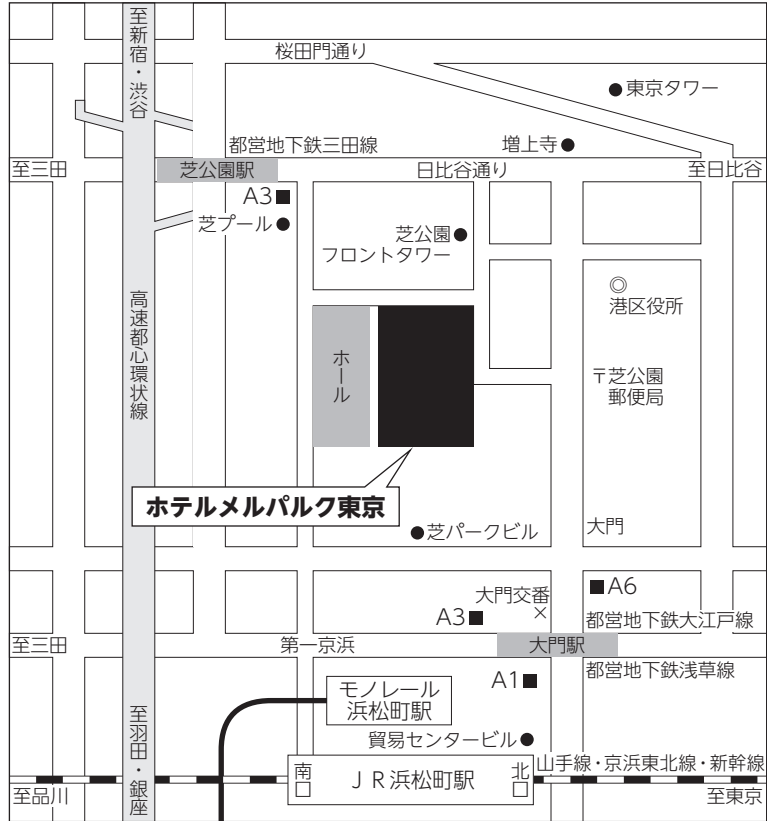 至新宿・渋谷
桜田門通り
東京タワー
都営地下鉄三田線
増上寺
至三田
芝公園駅
日比谷通り
至日比谷
A3
芝プール
芝公園
フロントタワー
港区役所
高速都心環状線
ホール
〒芝公園
郵便局
ホテルメルパルク東京
芝パークビル
大門
大門交番
A6
A3
都営地下鉄大江戸線
至三田
第一京浜
大門駅
都営地下鉄浅草線
A1
モノレール
浜松町駅
至羽田・銀座
貿易センタービル
南口
JR浜松町駅
北口
山手線・京浜東北線・新幹線
至品川
至東京